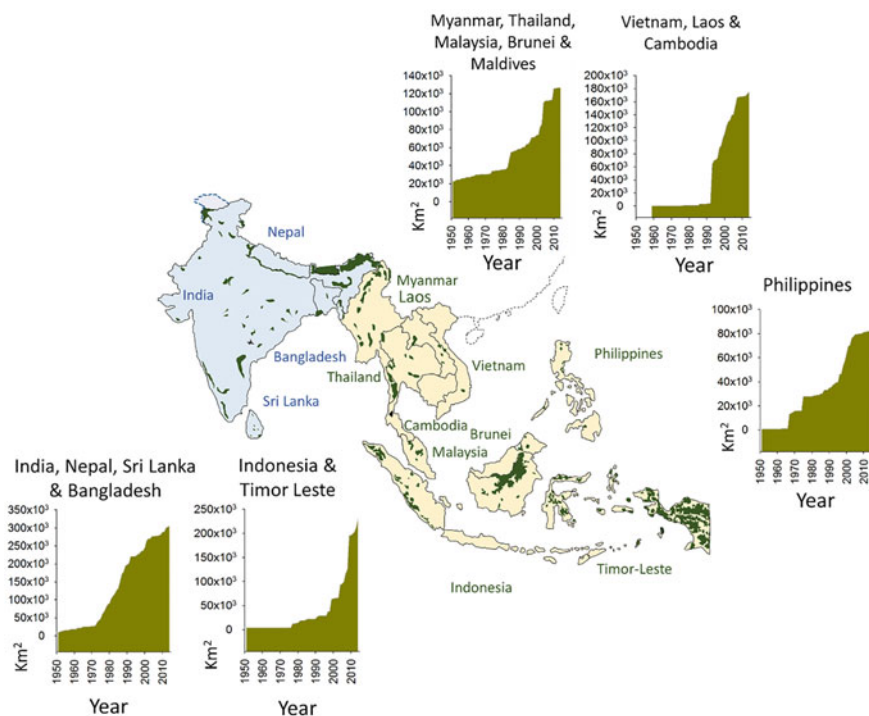 Myanmar, Thailand,
Malaysia, Brunei &
Maldives
140x10³
120x10³
100x10³
80x10³
60x10³
40x10³
20x10³
0
Km²
1950
1960
1970
1980
1990
2000
2010
Year
Vietnam, Laos &
Cambodia
200x10³
180x10³
160x10³
140x10³
120x10³
100x10³
80x10³
60x10³
40x10³
20x10³
0
Km²
1950
1960
1970
1980
1990
2000
2010
Year
Nepal
India
Bangladesh
Sri Lanka
Myanmar
Laos
Thailand
Vietnam
Cambodia
Brunei
Malaysia
Philippines
Indonesia
Timor-Leste
Philippines
80x10³
60x10³
40x10³
20x10³
0
Km²
1950
1960
1970
1980
1990
2000
2010
Year
India, Nepal, Sri Lanka
& Bangladesh
350x10³
300x10³
250x10³
200x10³
150x10³
100x10³
50x10³
0
Km²
1950
1960
1970
1980
1990
2000
2010
Year
Indonesia &
Timor Leste
250x10³
200x10³
150x10³
100x10³
50x10³
0
Km²
1950
1960
1970
1980
1990
2000
2010
Year